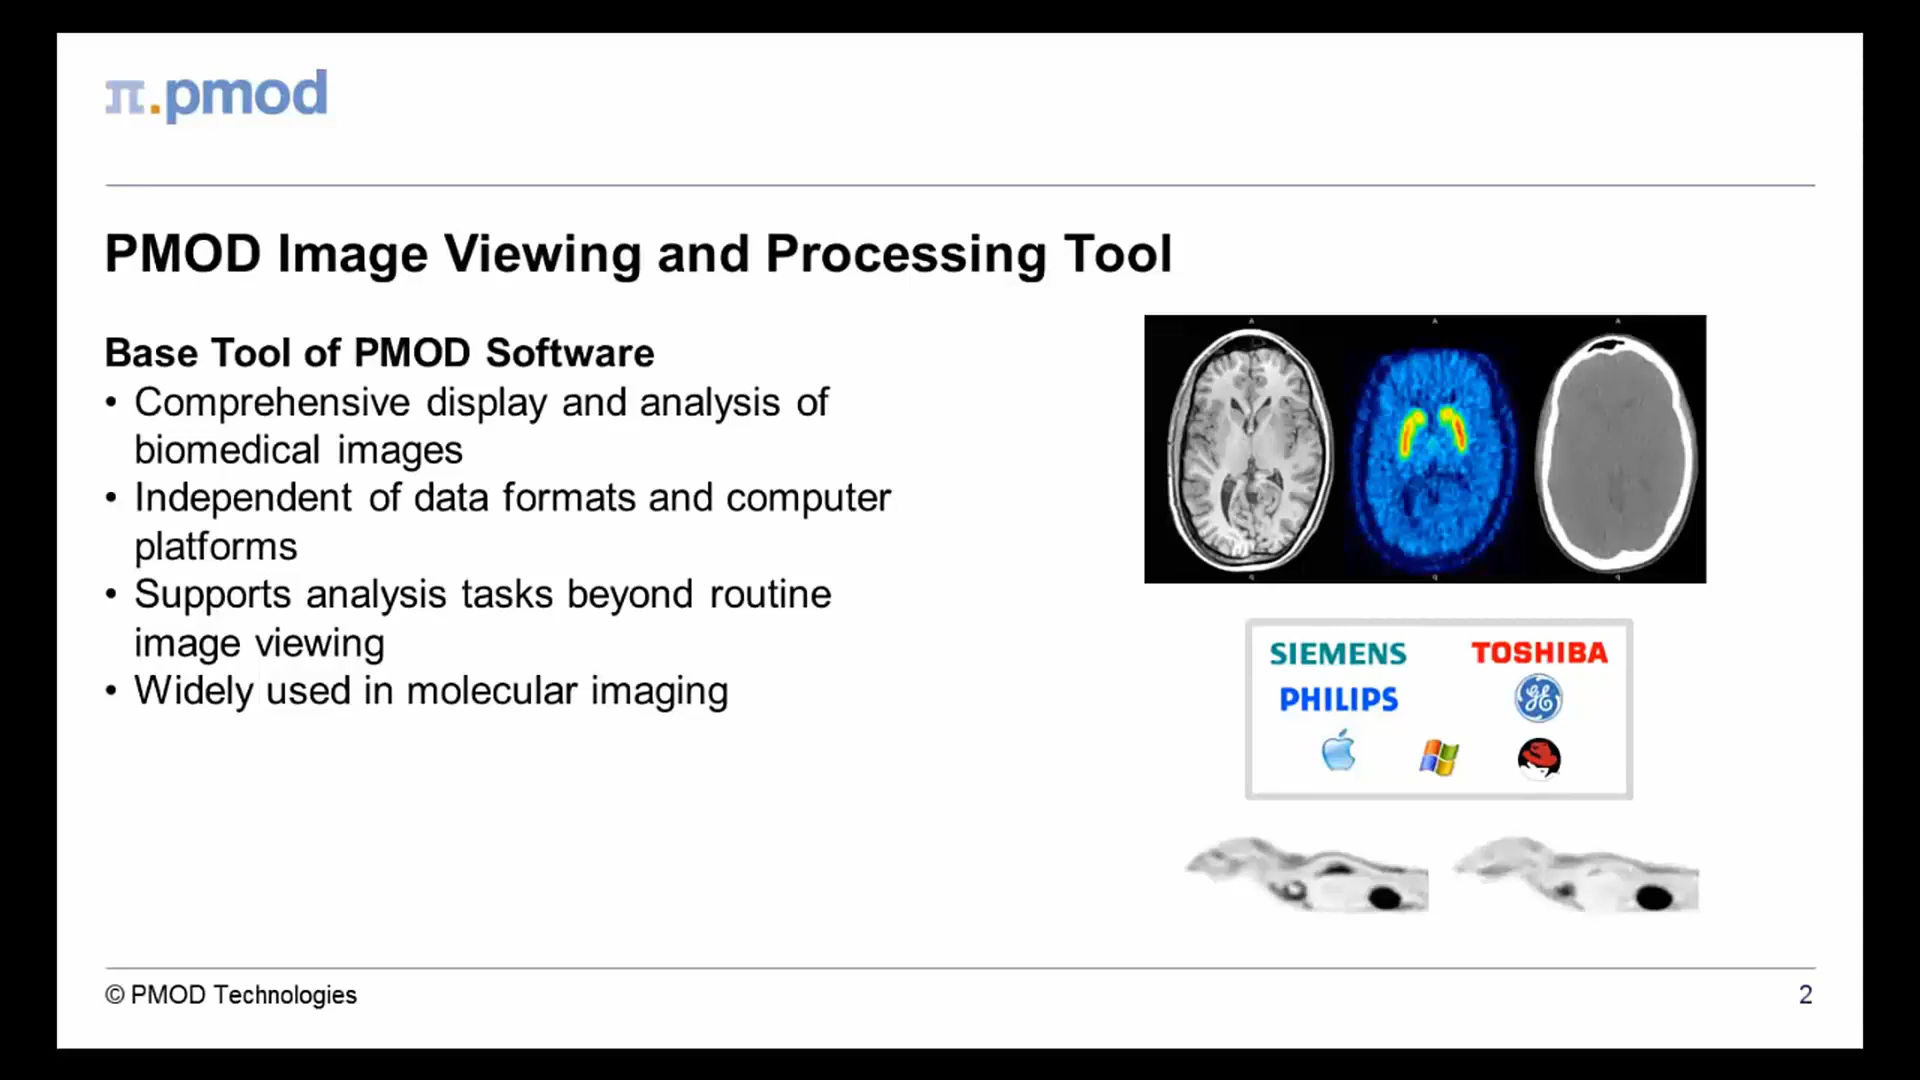 π.pmod
PMOD Image Viewing and Processing Tool
Base Tool of PMOD Software
• Comprehensive display and analysis of
biomedical images
• Independent of data formats and computer
platforms
• Supports analysis tasks beyond routine
image viewing
• Widely used in molecular imaging
SIEMENS TOSHIBA
PHILIPS GE
© PMOD Technologies 2